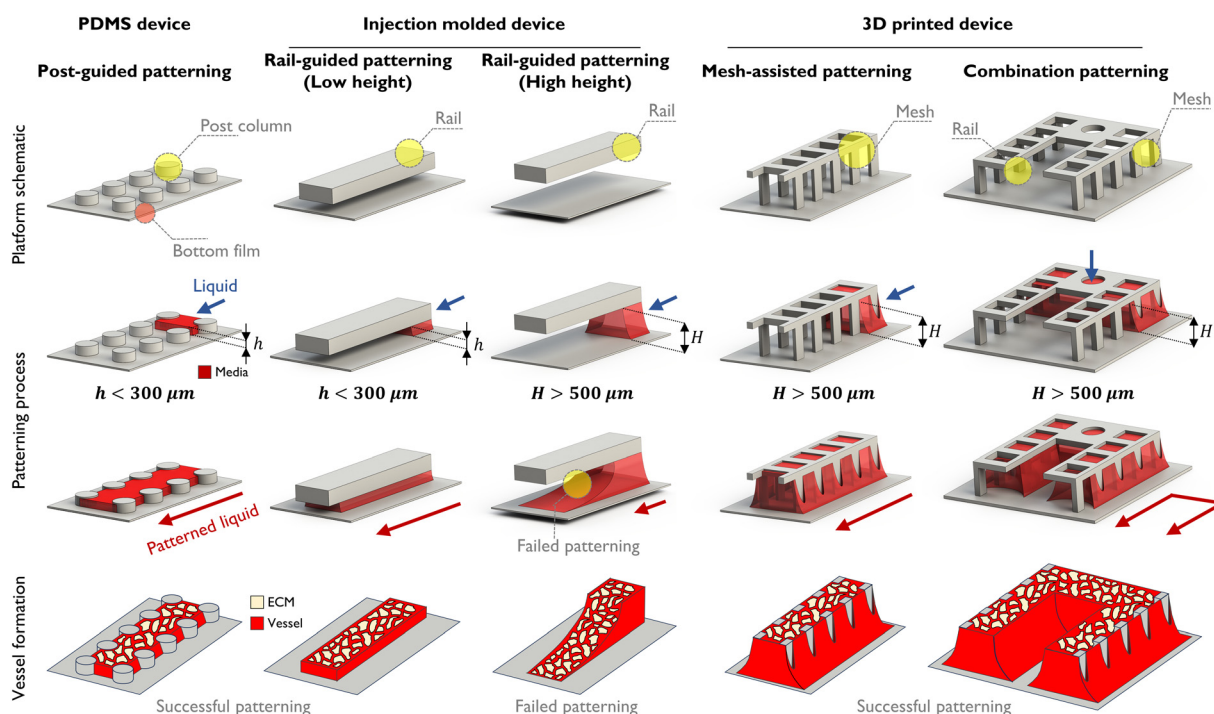 PDMS device
Injection molded device
3D printed device
Post-guided patterning
Rail-guided patterning
(Low height)
Rail-guided patterning
(High height)
Mesh-assisted patterning
Combination patterning
Platform schematic
Post column
Bottom film
Rail
Rail
Mesh
Rail
Mesh
Patterning process
Liquid
h
Media
h
H
H
H
h < 300 μm
h < 300 μm
H > 500 μm
H > 500 μm
H > 500 μm
Patterned liquid
Failed patterning
Vessel formation
ECM
Vessel
Successful patterning
Failed patterning
Successful patterning